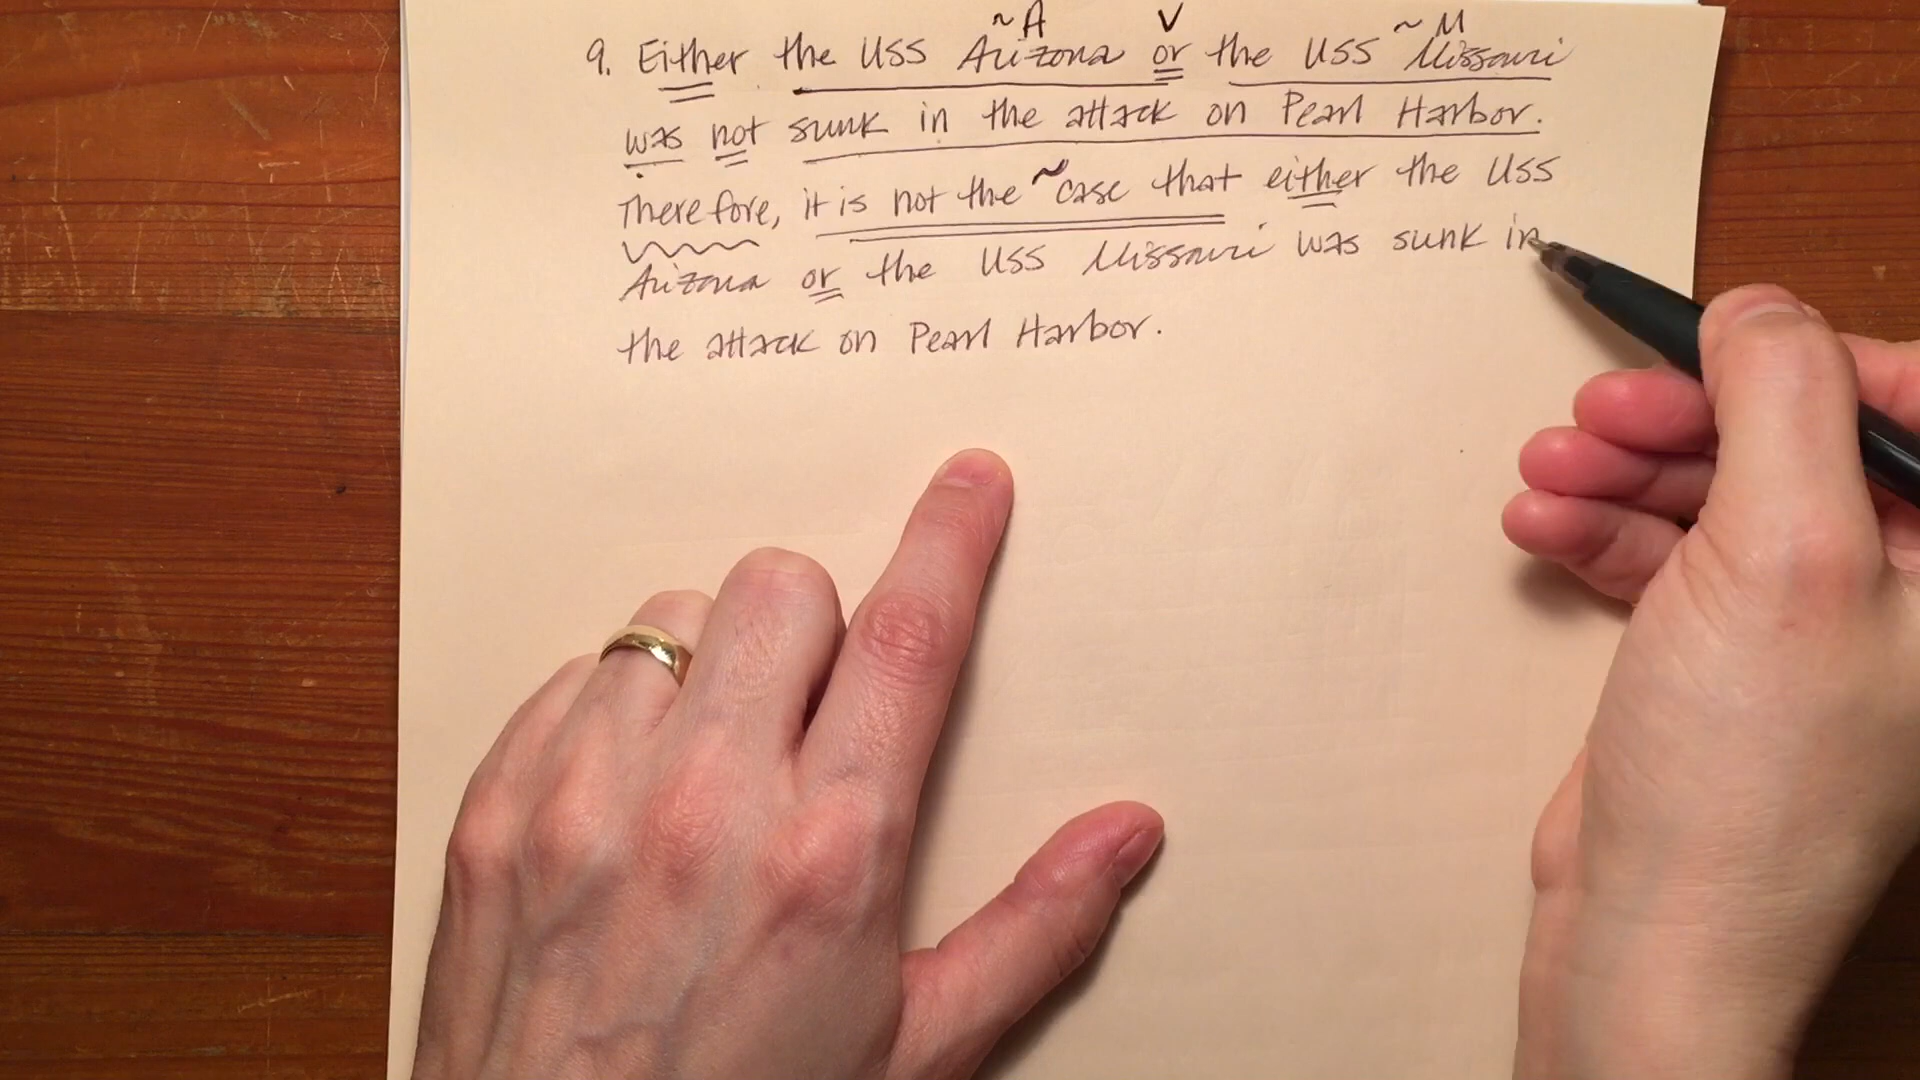 ~A V ~M
9. Either the USS Arizona or the USS Missouri
was not sunk in the attack on Pearl Harbor.
~
Therefore, it is not the case that either the USS
Arizona or the USS Missouri was sunk in
the attack on Pearl Harbor.